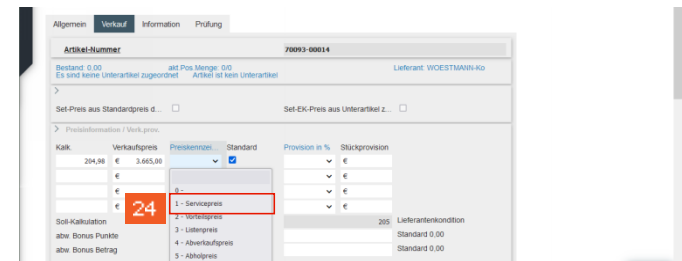 Allgemein Verkauf Information Prüfung
Artikel-Nummer 70093-00014
Bestand: 0.00 akt.Pos.Menge: 0/0 Lieferant: WOESTMANN-Ko
Es sind keine Unterartikel zugeordnet Artikel ist kein Unterartikel
>
Set-Preis aus Standardpreis d... Set-EK-Preis aus Unterartikel z...
> Preisinformation / Verk.prov.
Kalk. Verkaufspreis Preiskennzei... Standard Provision in % Stückprovision
204,98 € 3.665,00 €
€ €
€ 0 - €
€ 24 1 - Servicepreis €
Soll-Kalkulation 2 - Vorteilspreis 205 Lieferantenkondition
abw. Bonus Punkte 3 - Listenpreis Standard 0,00
abw. Bonus Betrag 4 - Abverkaufspreis Standard 0,00
5 - Abholpreis